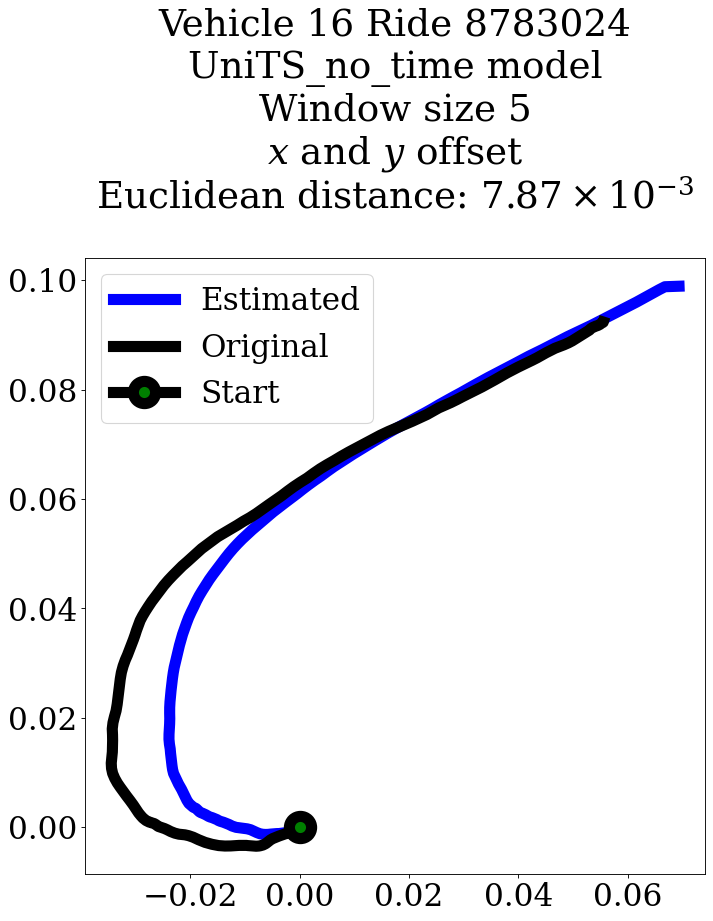 Vehicle 16 Ride 8783024
UniTS_no_time model
Window size 5
x and y offset
Euclidean distance: 7.87 × 10⁻³
0.10
0.08
0.06
0.04
0.02
0.00
Estimated
Original
Start
−0.02 0.00 0.02 0.04 0.06